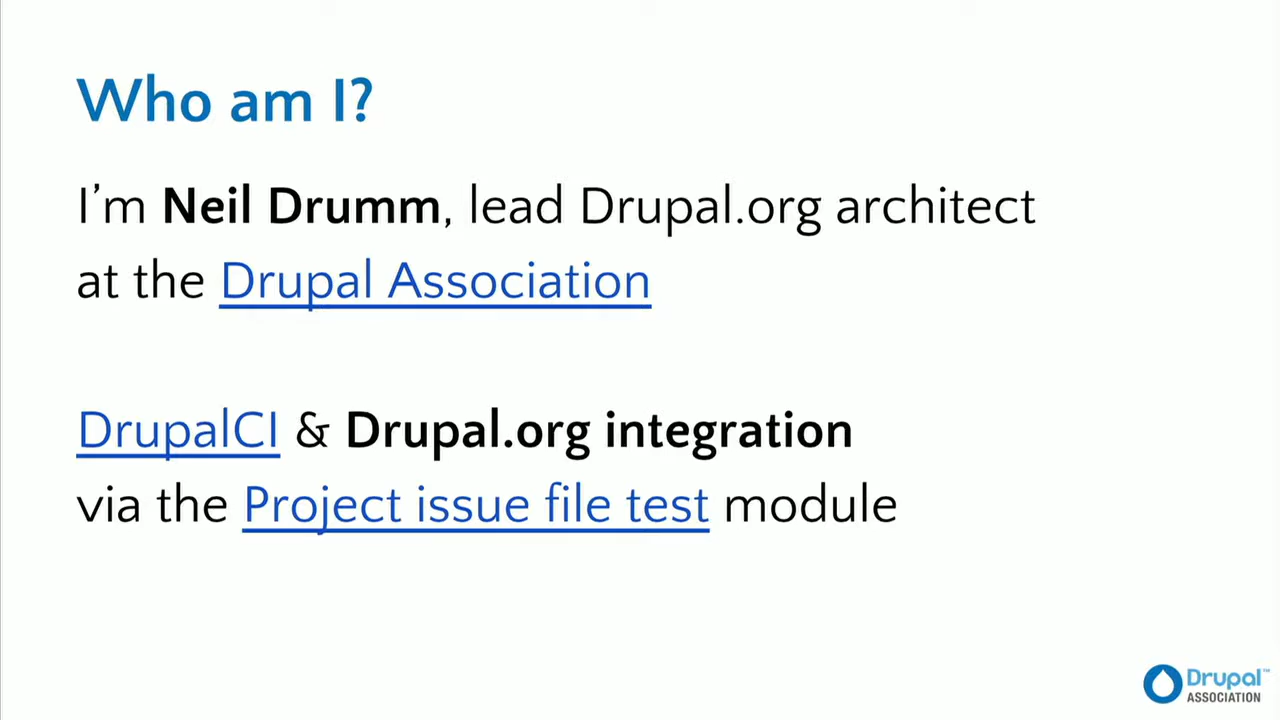 Who am I?
I’m Neil Drumm, lead Drupal.org architect
at the Drupal Association
DrupalCI & Drupal.org integration
via the Project issue file test module
Drupal™
ASSOCIATION